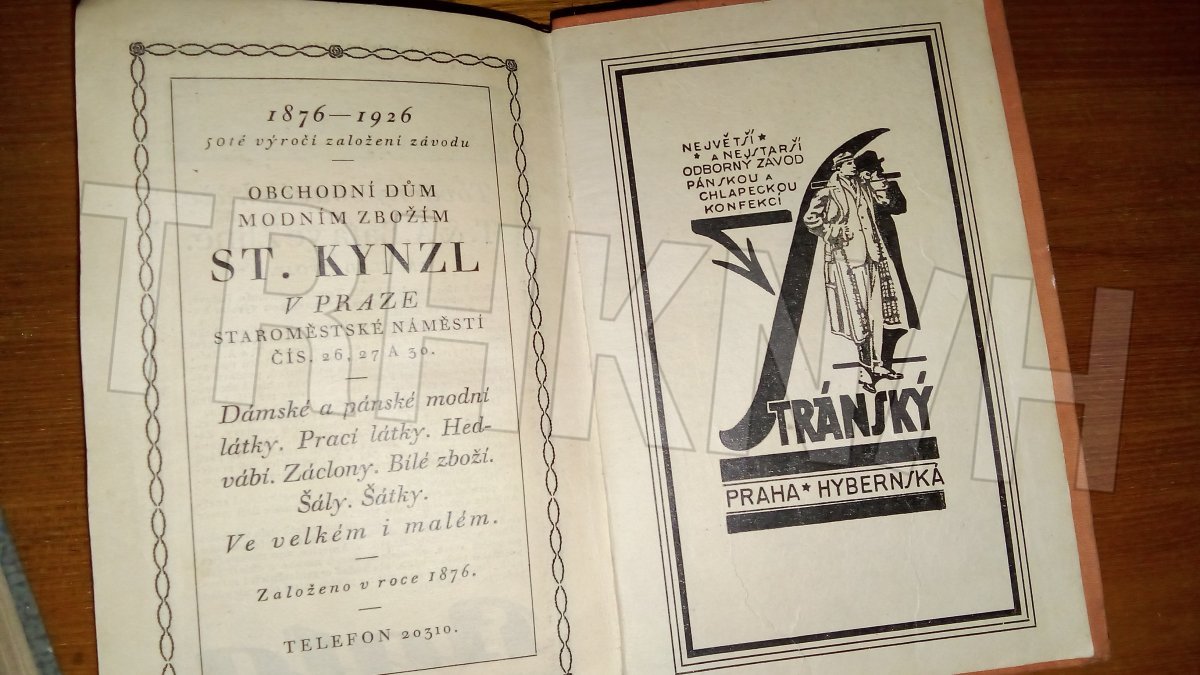 1876—1926
50té výročí založení závodu
OBCHODNÍ DŮM
MODNÍM ZBOŽÍM
ST. KYNZL
V PRAZE
STAROMĚSTSKÉ NÁMĚSTÍ
ČÍS. 26, 27 A 30.
Dámské a pánské modní
látky. Prací látky. Hed-
vábí. Záclony. Bílé zboží.
Šály. Šátky.
Ve velkém i malém.
Založeno v roce 1876.
TELEFON 20310.
NEJVĚTŠÍ
A NEJSTARŠÍ
ODBORNÝ ZÁVOD
PÁNSKOU A
CHLAPECKOU
KONFEKCÍ
STRÁNSKÝ
PRAHA * HYBERNSKÁ
TRHKNIH